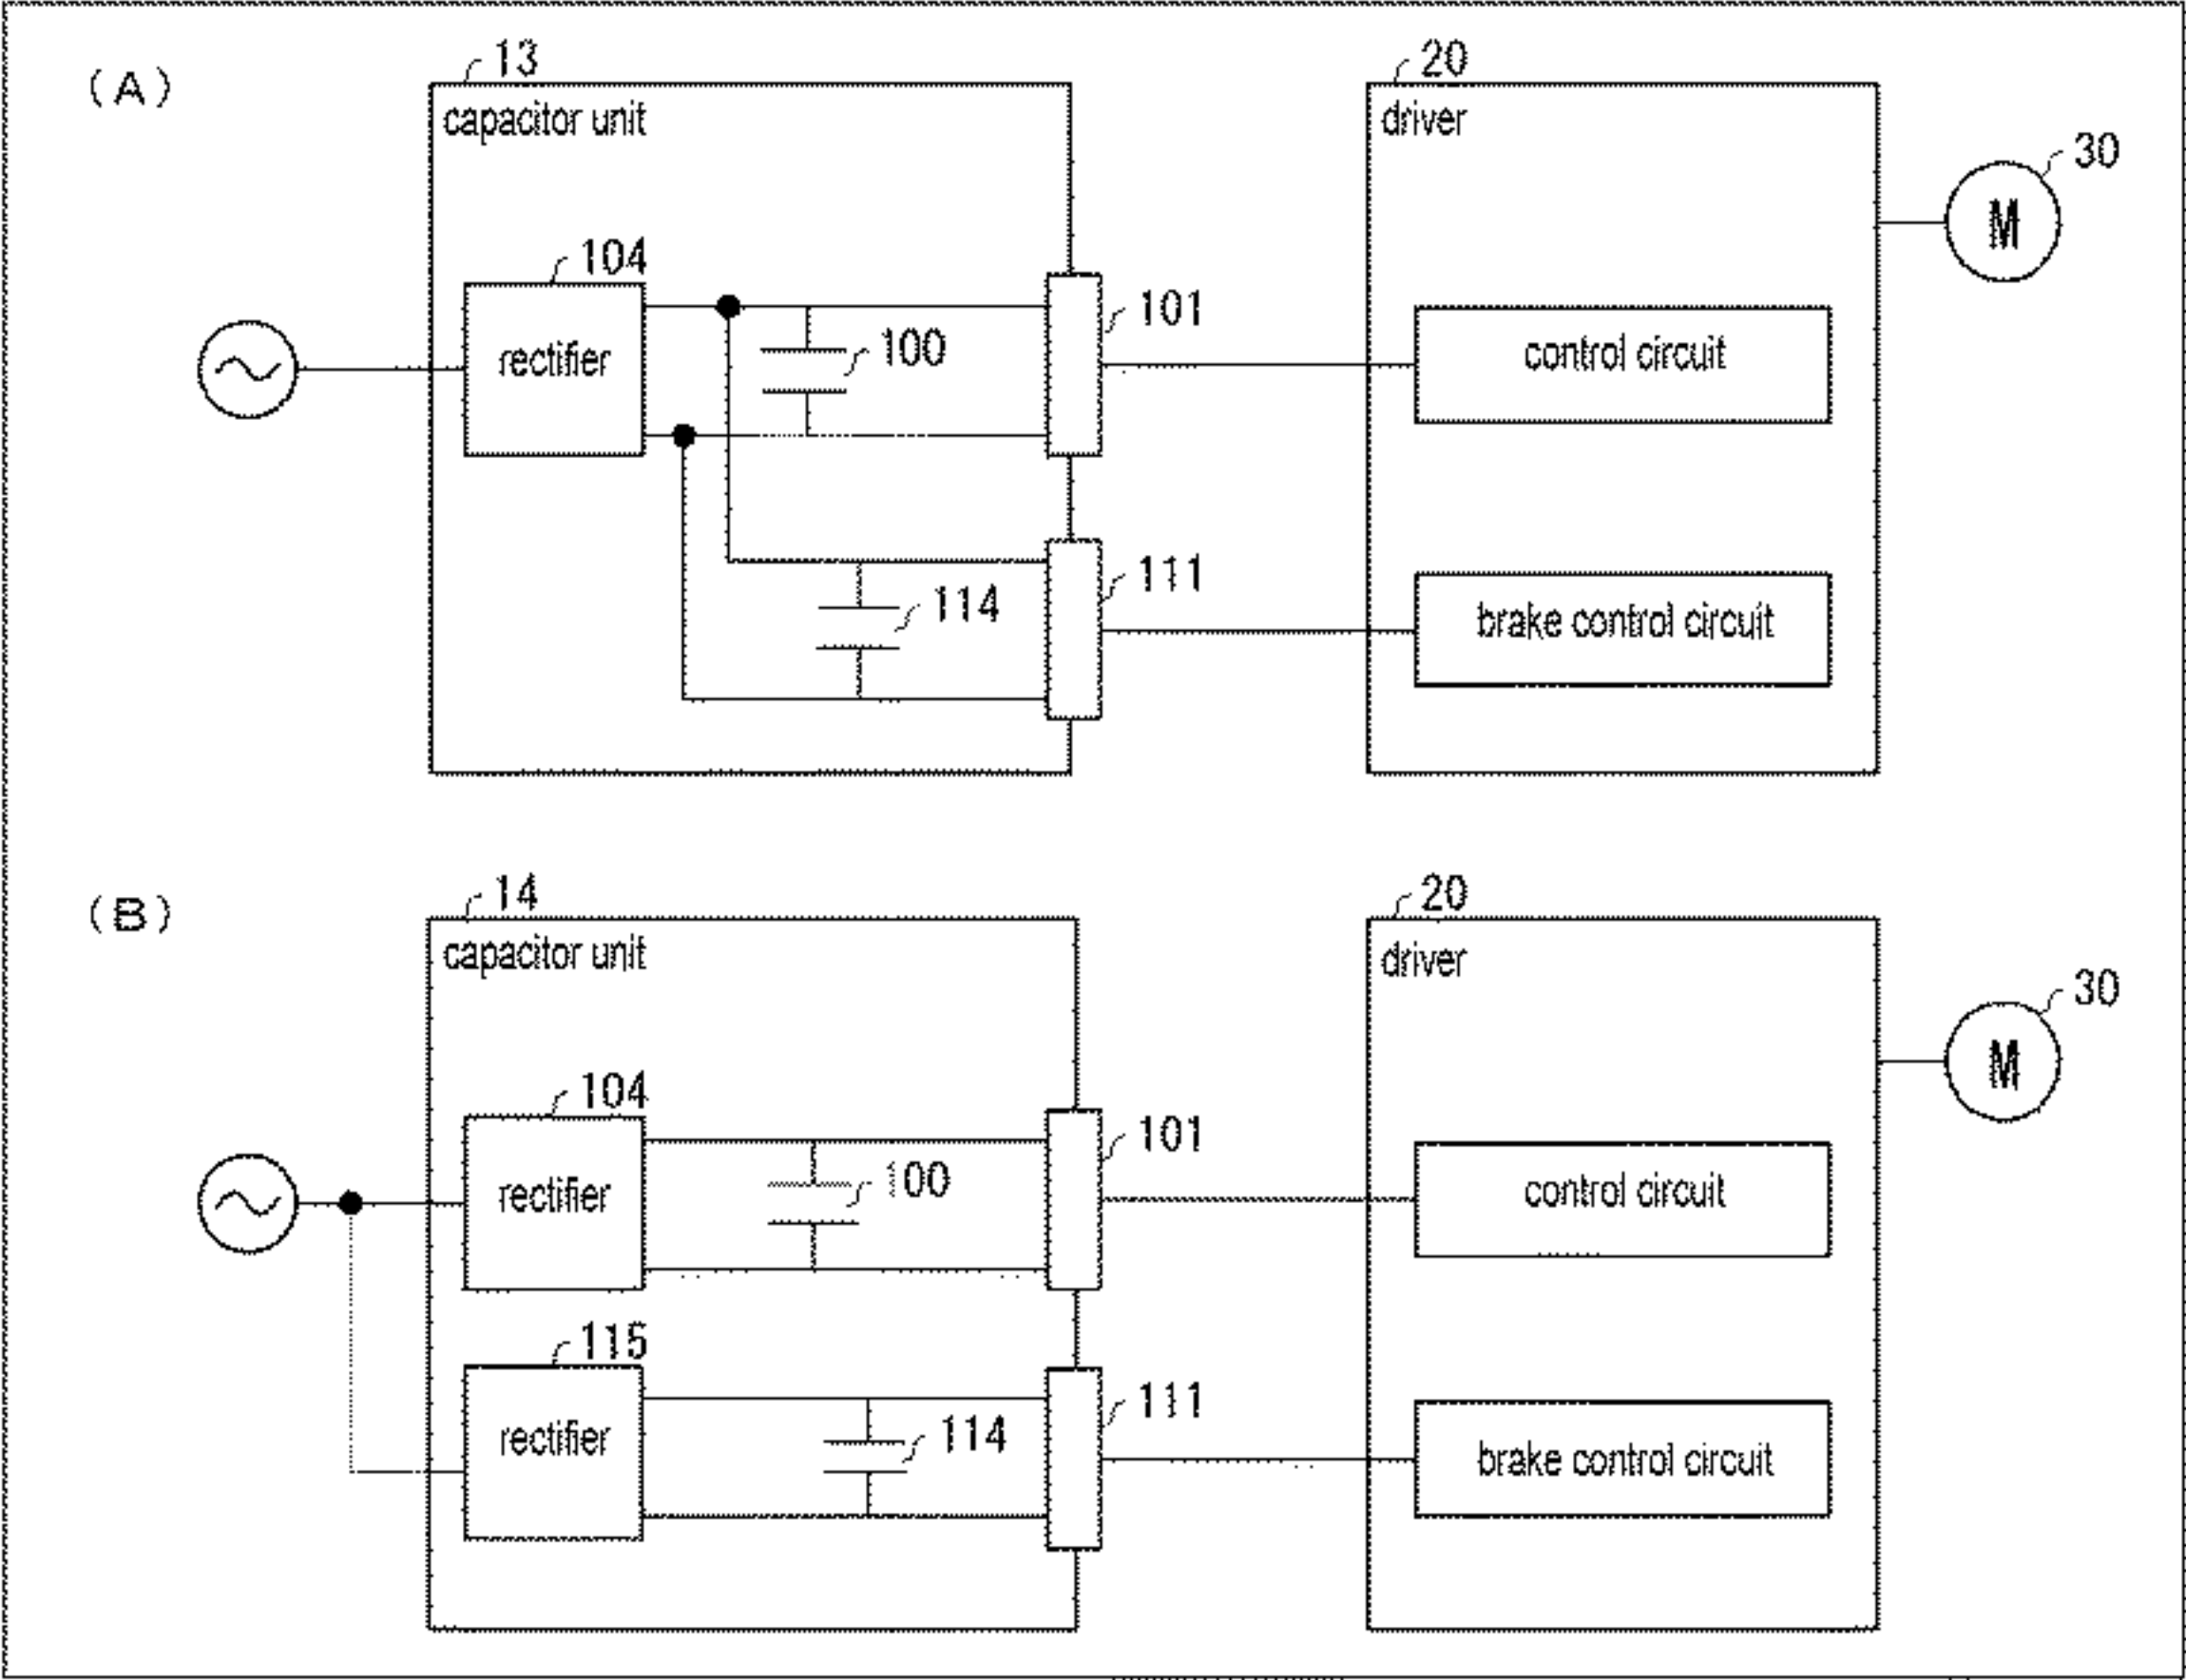 (A)
13
capacitor unit
20
driver
30
M
104
rectifier
100
101
control circuit
114
111
brake control circuit
(B)
14
capacitor unit
20
driver
30
M
104
rectifier
100
101
control circuit
115
rectifier
114
111
brake control circuit